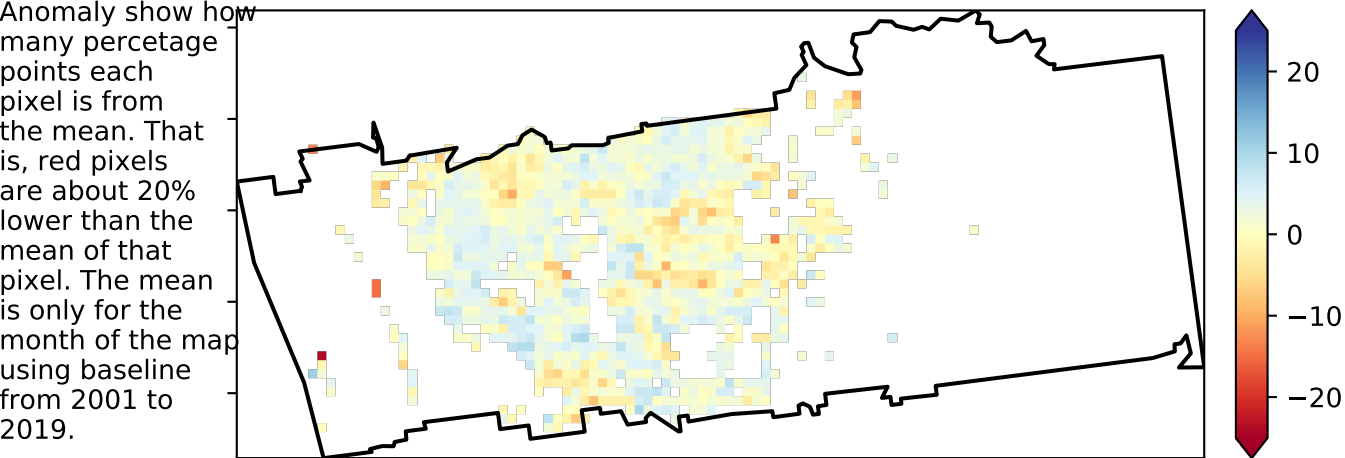 Anomaly show how
many percetage
points each
pixel is from
the mean. That
is, red pixels
are about 20%
lower than the
mean of that
pixel. The mean
is only for the
month of the map
using baseline
from 2001 to
2019.
20
10
0
−10
−20